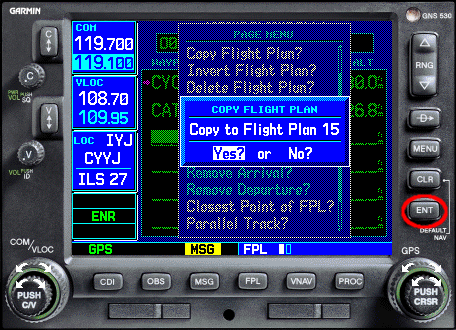 GARMIN
GNS 530
COM
119.700
119.100
VLOC
108.70
109.95
LOC IYJ
CYYJ
ILS 27
ENR
GPS
MSG
FPL
PAGE MENU
Copy Flight Plan?
Invert Flight Plan?
Delete Flight Plan?
COPY FLIGHT PLAN
Copy to Flight Plan 15
Yes? or No?
Remove Arrival?
Remove Departure?
Closest Point of FPL?
Parallel Track?
C
PWR
VOL
PUSH
SQ
C
V
V
VOL
PUSH
ID
RNG
D
MENU
CLR
ENT
DEFAULT
NAV
COM
/VLOC
PUSH
C/V
CDI
OBS
MSG
FPL
VNAV
PROC
GPS
PUSH
CRSR